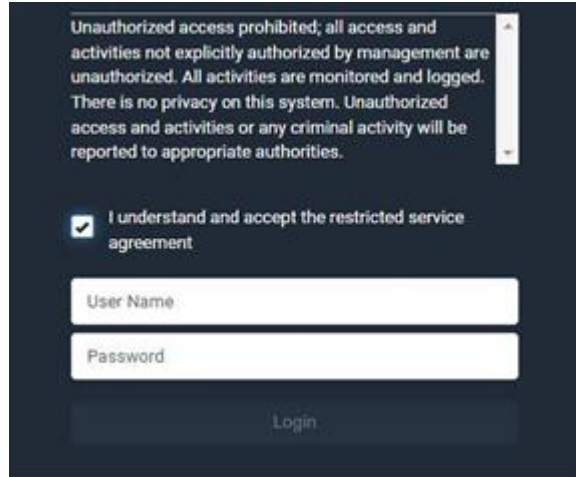 Unauthorized access prohibited; all access and
activities not explicitly authorized by management are
unauthorized. All activities are monitored and logged.
There is no privacy on this system. Unauthorized
access and activities or any criminal activity will be
reported to appropriate authorities.
I understand and accept the restricted service
agreement
User Name
Password
Login